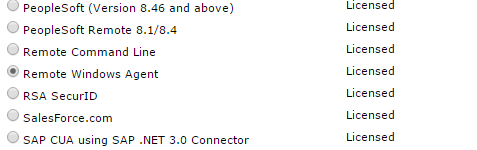 PeopleSoft (Version 8.46 and above) Licensed
PeopleSoft Remote 8.1/8.4 Licensed
Remote Command Line Licensed
Remote Windows Agent Licensed
RSA SecurID Licensed
SalesForce.com Licensed
SAP CUA using SAP .NET 3.0 Connector Licensed